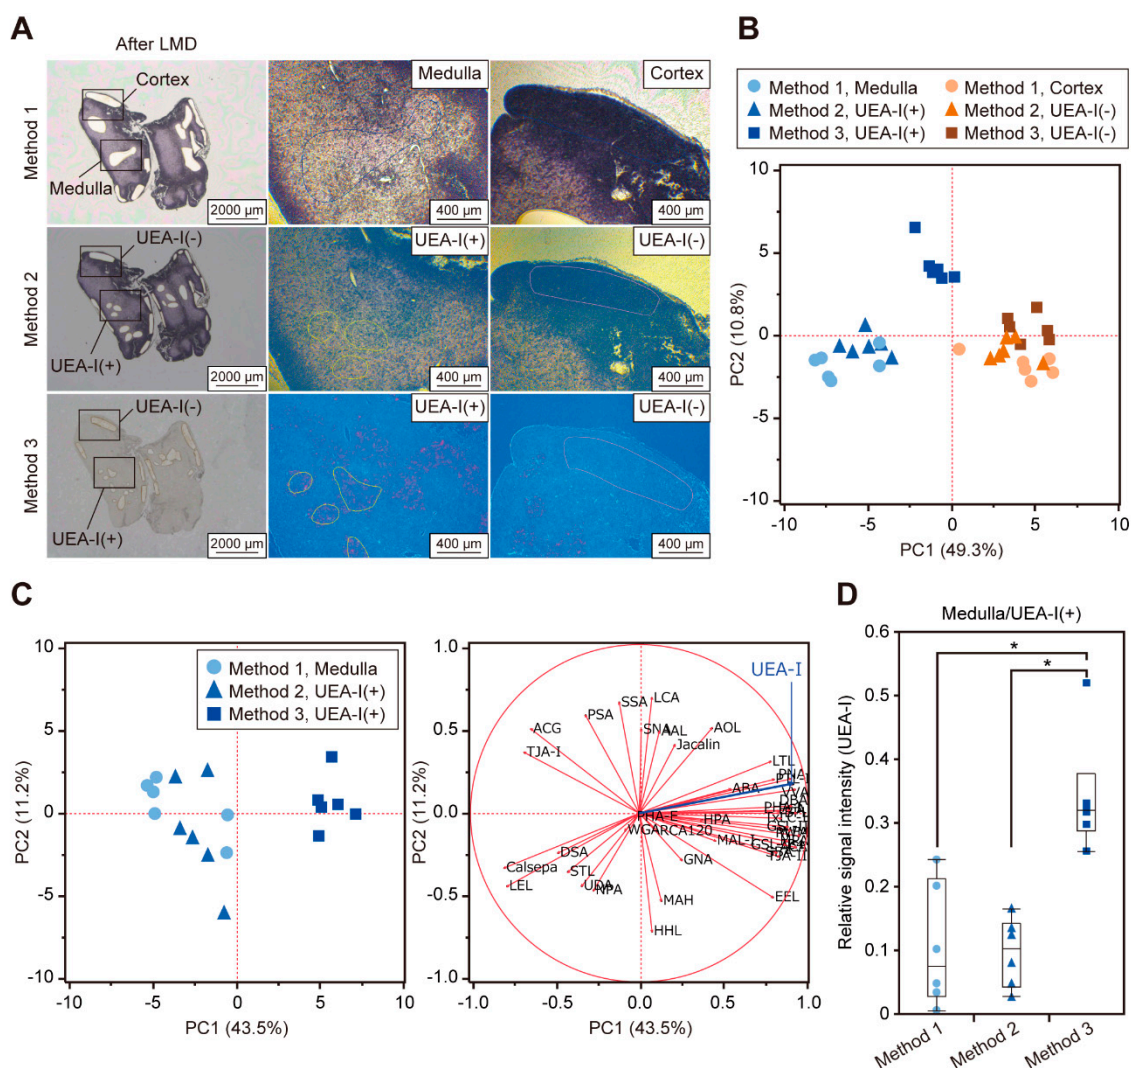 A
After LMD
Method 1
Cortex
Medulla
2000 µm
Medulla
400 µm
Cortex
400 µm
Method 2
UEA-I(-)
UEA-I(+)
2000 µm
UEA-I(+)
400 µm
UEA-I(-)
400 µm
Method 3
UEA-I(-)
UEA-I(+)
2000 µm
UEA-I(+)
400 µm
UEA-I(-)
400 µm
B
Method 1, Medulla
Method 1, Cortex
Method 2, UEA-I(+)
Method 2, UEA-I(-)
Method 3, UEA-I(+)
Method 3, UEA-I(-)
10
5
0
-5
-10
PC2 (10.8%)
-10
-5
0
5
10
PC1 (49.3%)
C
Method 1, Medulla
Method 2, UEA-I(+)
Method 3, UEA-I(+)
10
5
0
-5
-10
PC2 (11.2%)
-10
-5
0
5
10
PC1 (43.5%)
1.0
0.5
0.0
-0.5
-1.0
PC2 (11.2%)
UEA-I
SSA
LCA
PSA
ACG
SNA
AOL
TJA-I
Jacalin
LTL
PNA
ABA
DBA
PHA-E
HPA
WGA
RCA120
MAL-I
DSA
GNA
TJA-II
Calsepa
STL
LEL
UDA
NPA
MAH
EEL
HHL
-1.0
-0.5
0.0
0.5
1.0
PC1 (43.5%)
D
Medulla/UEA-I(+)
0.6
0.5
0.4
0.3
0.2
0.1
0
Relative signal intensity (UEA-I)
*
*
Method 1
Method 2
Method 3